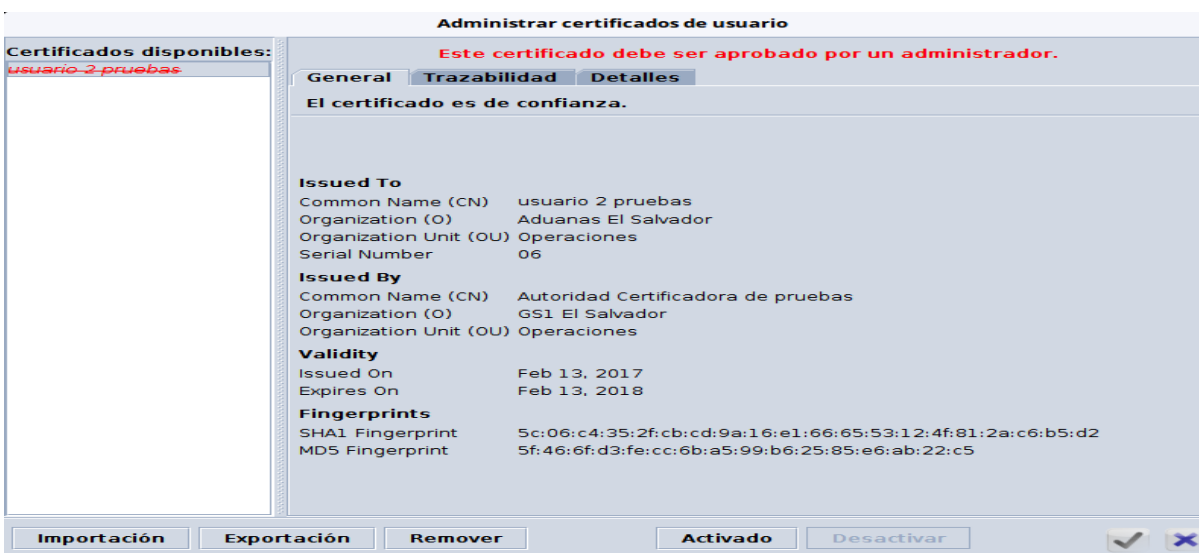 Administrar certificados de usuario
Certificados disponibles:
usuario 2 pruebas
Este certificado debe ser aprobado por un administrador.
General Trazabilidad Detalles
El certificado es de confianza.
Issued To
Common Name (CN) usuario 2 pruebas
Organization (O) Aduanas El Salvador
Organization Unit (OU) Operaciones
Serial Number 06
Issued By
Common Name (CN) Autoridad Certificadora de pruebas
Organization (O) GS1 El Salvador
Organization Unit (OU) Operaciones
Validity
Issued On Feb 13, 2017
Expires On Feb 13, 2018
Fingerprints
SHA1 Fingerprint 5c:06:c4:35:2f:cb:cd:9a:16:e1:66:65:53:12:4f:81:2a:c6:b5:d2
MD5 Fingerprint 5f:46:6f:d3:fe:cc:6b:a5:99:b6:25:85:e6:ab:22:c5
Importación Exportación Remover Activado Desactivar